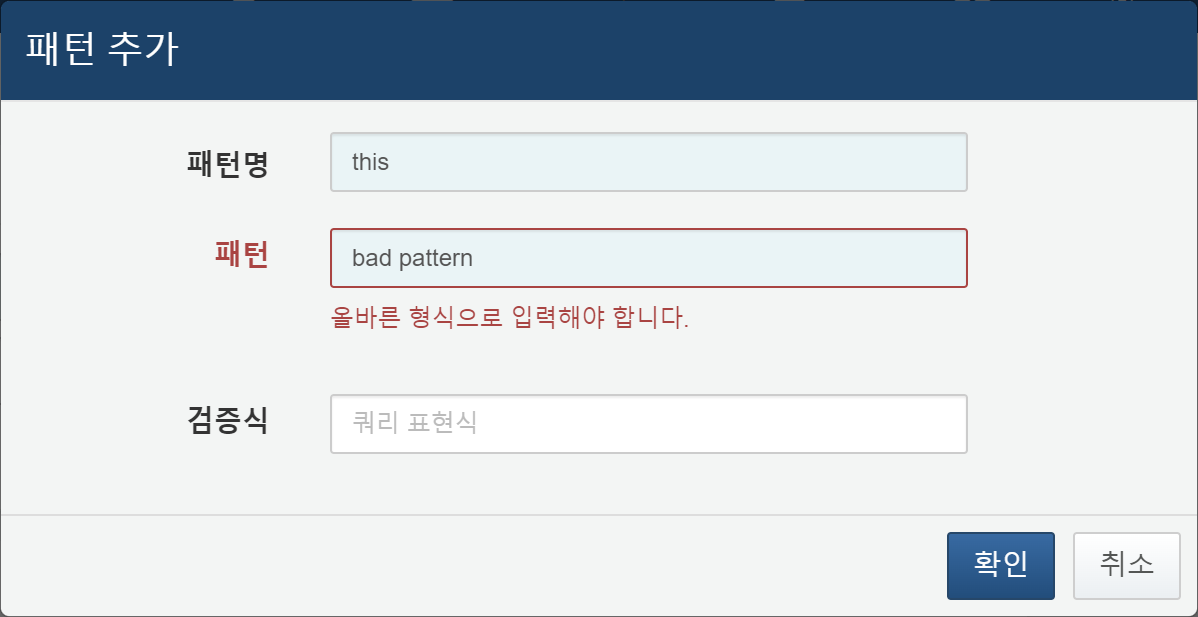 패턴 추가
패턴명
this
패턴
bad pattern
올바른 형식으로 입력해야 합니다.
검증식
쿼리 표현식
확인
취소